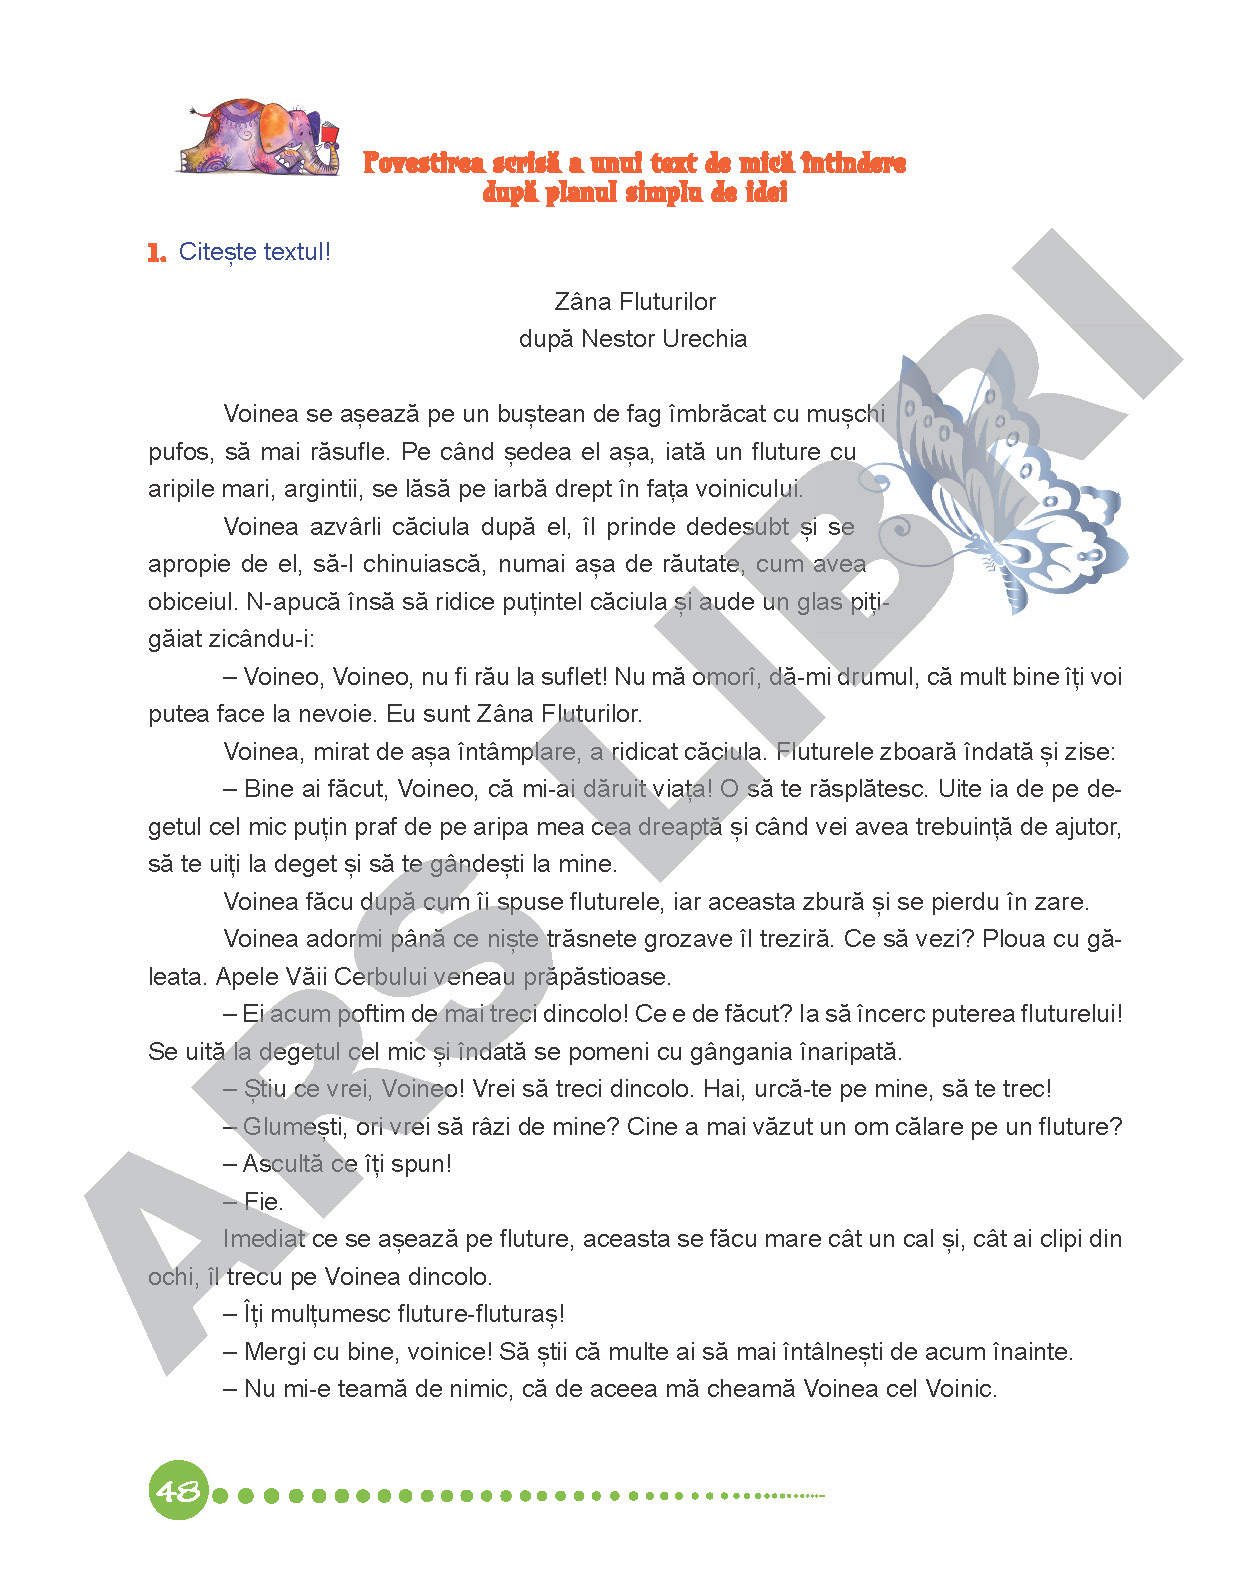 Povestirea scrisă a unui text de mică întindere
după planul simplu de idei
1. Citește textul!
Zâna Fluturilor
după Nestor Urechia
Voinea se așează pe un buștean de fag îmbrăcat cu mușchi
pufos, să mai răsufle. Pe când ședea el așa, iată un fluture cu
aripile mari, argintii, se lăsă pe iarbă drept în fața voinicului.
Voinea azvârli căciula după el, îl prinde dedesubt și se
apropie de el, să-l chinuiască, numai așa de răutate, cum avea
obiceiul. N-apucă însă să ridice puțintel căciula și aude un glas piți-
găiat zicându-i:
– Voineo, Voineo, nu fi rău la suflet! Nu mă omorî, dă-mi drumul, că mult bine îți voi
putea face la nevoie. Eu sunt Zâna Fluturilor.
Voinea, mirat de așa întâmplare, a ridicat căciula. Fluturele zboară îndată și zise:
– Bine ai făcut, Voineo, că mi-ai dăruit viața! O să te răsplătesc. Uite ia de pe de-
getul cel mic puțin praf de pe aripa mea cea dreaptă și când vei avea trebuință de ajutor,
să te uiți la deget și să te gândești la mine.
Voinea făcu după cum îi spuse fluturele, iar aceasta zbură și se pierdu în zare.
Voinea adormi până ce niște trăsnete grozave îl treziră. Ce să vezi? Ploua cu gă-
leata. Apele Văii Cerbului veneau prăpăstioase.
– Ei acum poftim de mai treci dincolo! Ce e de făcut? Ia să încerc puterea fluturelui!
Se uită la degetul cel mic și îndată se pomeni cu gângania înaripată.
– Știu ce vrei, Voineo! Vrei să treci dincolo. Hai, urcă-te pe mine, să te trec!
– Glumești, ori vrei să râzi de mine? Cine a mai văzut un om călare pe un fluture?
– Ascultă ce îți spun!
– Fie.
Imediat ce se așează pe fluture, aceasta se făcu mare cât un cal și, cât ai clipi din
ochi, îl trecu pe Voinea dincolo.
– Îți mulțumesc fluture-fluturaș!
– Mergi cu bine, voinice! Să știi că multe ai să mai întâlnești de acum înainte.
– Nu mi-e teamă de nimic, că de aceea mă cheamă Voinea cel Voinic.
48
ARS LIBRI